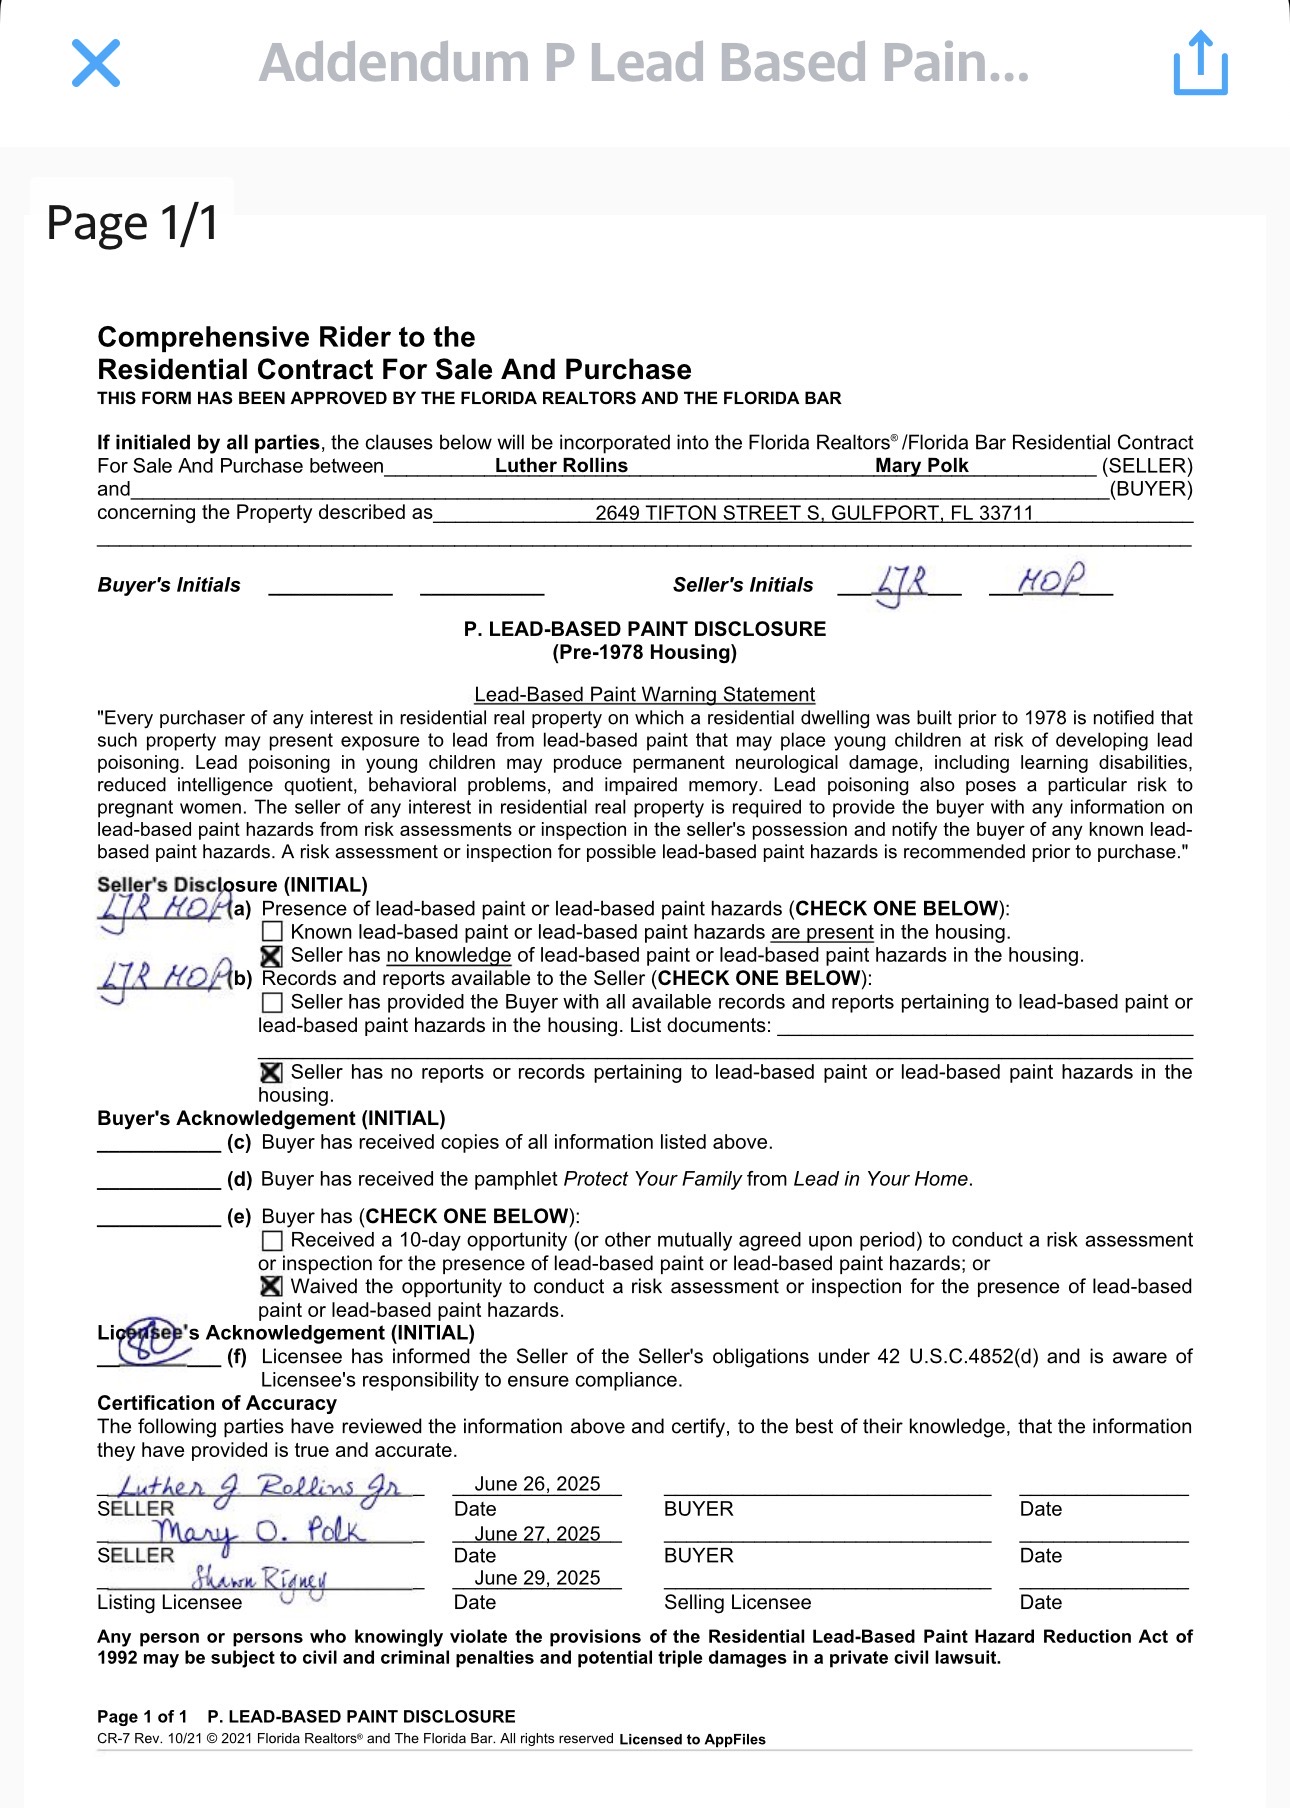 Addendum P Lead Based Pain...
Page 1/1
Comprehensive Rider to the
Residential Contract For Sale And Purchase
THIS FORM HAS BEEN APPROVED BY THE FLORIDA REALTORS AND THE FLORIDA BAR
If initialed by all parties, the clauses below will be incorporated into the Florida Realtors® /Florida Bar Residential Contract
For Sale And Purchase between Luther Rollins Mary Polk (SELLER)
and (BUYER)
concerning the Property described as 2649 TIFTON STREET S, GULFPORT, FL 33711
Buyer's Initials Seller's Initials LJR MOP
P. LEAD-BASED PAINT DISCLOSURE
(Pre-1978 Housing)
Lead-Based Paint Warning Statement
"Every purchaser of any interest in residential real property on which a residential dwelling was built prior to 1978 is notified that
such property may present exposure to lead from lead-based paint that may place young children at risk of developing lead
poisoning. Lead poisoning in young children may produce permanent neurological damage, including learning disabilities,
reduced intelligence quotient, behavioral problems, and impaired memory. Lead poisoning also poses a particular risk to
pregnant women. The seller of any interest in residential real property is required to provide the buyer with any information on
lead-based paint hazards from risk assessments or inspection in the seller's possession and notify the buyer of any known lead-
based paint hazards. A risk assessment or inspection for possible lead-based paint hazards is recommended prior to purchase."
Seller's Disclosure (INITIAL)
LJR MOP (a) Presence of lead-based paint or lead-based paint hazards (CHECK ONE BELOW):
Known lead-based paint or lead-based paint hazards are present in the housing.
Seller has no knowledge of lead-based paint or lead-based paint hazards in the housing.
LJR MOP (b) Records and reports available to the Seller (CHECK ONE BELOW):
Seller has provided the Buyer with all available records and reports pertaining to lead-based paint or
lead-based paint hazards in the housing. List documents:
Seller has no reports or records pertaining to lead-based paint or lead-based paint hazards in the
housing.
Buyer's Acknowledgement (INITIAL)
(c) Buyer has received copies of all information listed above.
(d) Buyer has received the pamphlet Protect Your Family from Lead in Your Home.
(e) Buyer has (CHECK ONE BELOW):
Received a 10-day opportunity (or other mutually agreed upon period) to conduct a risk assessment
or inspection for the presence of lead-based paint or lead-based paint hazards; or
Waived the opportunity to conduct a risk assessment or inspection for the presence of lead-based
paint or lead-based paint hazards.
Licensee's Acknowledgement (INITIAL)
(f) Licensee has informed the Seller of the Seller's obligations under 42 U.S.C.4852(d) and is aware of
Licensee's responsibility to ensure compliance.
Certification of Accuracy
The following parties have reviewed the information above and certify, to the best of their knowledge, that the information
they have provided is true and accurate.
Luther J Rollins Jr June 26, 2025
SELLER Date BUYER Date
Mary O. Polk June 27, 2025
SELLER Date BUYER Date
Shawn Rigney June 29, 2025
Listing Licensee Date Selling Licensee Date
Any person or persons who knowingly violate the provisions of the Residential Lead-Based Paint Hazard Reduction Act of
1992 may be subject to civil and criminal penalties and potential triple damages in a private civil lawsuit.
Page 1 of 1 P. LEAD-BASED PAINT DISCLOSURE
CR-7 Rev. 10/21 © 2021 Florida Realtors® and The Florida Bar. All rights reserved Licensed to AppFiles